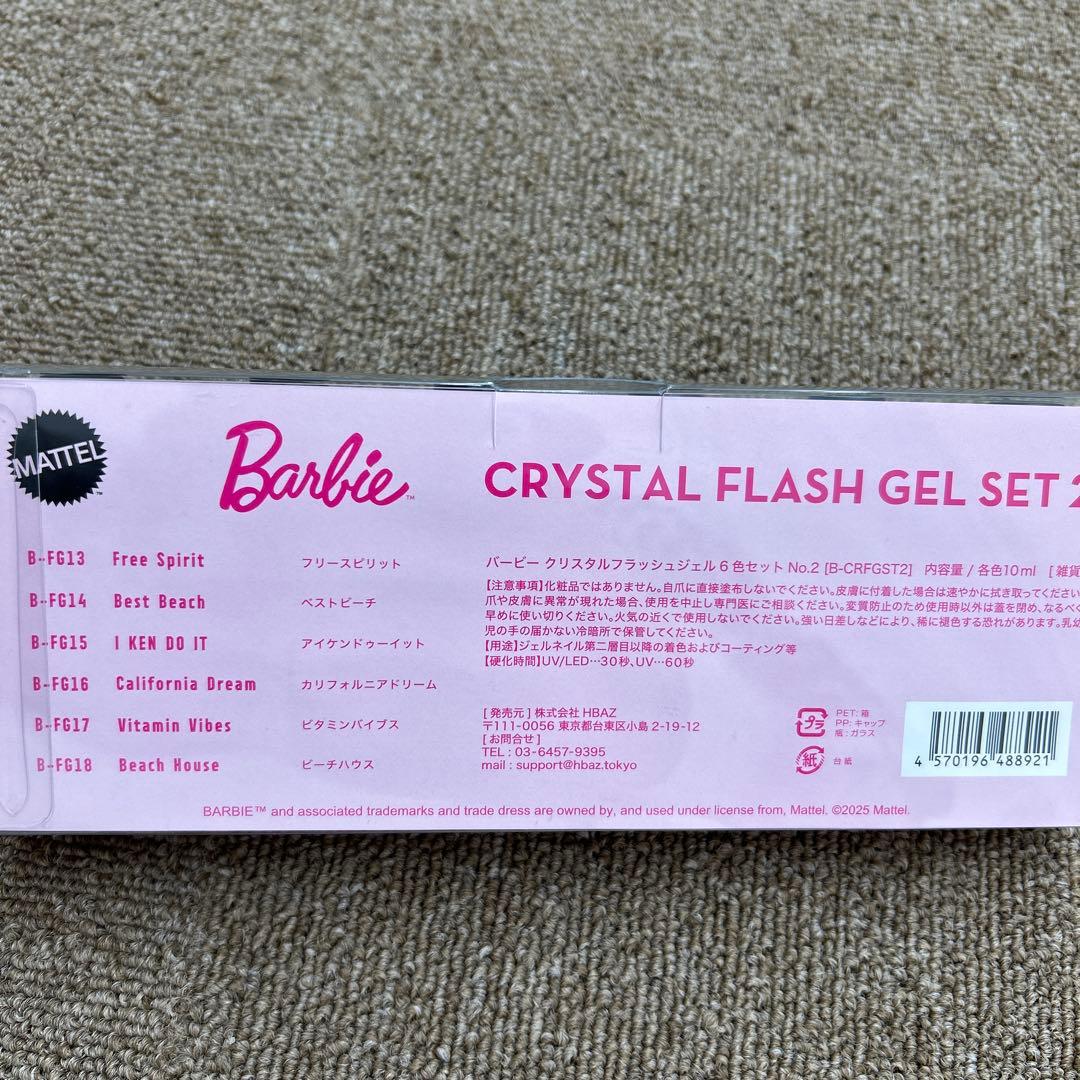 MATTEL™
Barbie™
CRYSTAL FLASH GEL SET 2
B-FG13 Free Spirit フリースピリット
B-FG14 Best Beach ベストビーチ
B-FG15 I KEN DO IT アイケンドゥーイット
B-FG16 California Dream カリフォルニアドリーム
B-FG17 Vitamin Vibes ビタミンバイブス
B-FG18 Beach House ビーチハウス
バービー クリスタルフラッシュジェル 6 色セット No.2 [B-CRFGST2] 内容量 / 各色10ml [ 雑貨
【注意事項】化粧品ではありません。自爪に直接塗布しないでください。皮膚に付着した場合は速やかに拭き取ってください
爪や皮膚に異常が現れた場合、使用を中止し専門医にご相談ください。変質防止のため使用時以外は蓋を閉め、なるべく
早めに使い切りください。火気の近くで使用しないでください。強い日差しなどにより、稀に褪色する恐れがあります。乳幼
児の手の届かない冷暗所で保管してください。
【用途】ジェルネイル第二層目以降の着色およびコーティング等
【硬化時間】UV/LED…30秒、UV…60秒
[ 発売元 ] 株式会社 HBAZ
〒111-0056 東京都台東区小島 2-19-12
[ お問合せ ]
TEL : 03-6457-9395
mail : support@hbaz.tokyo
プラ
PET: 箱
PP: キャップ
瓶 : ガラス
紙
台紙
4 570196 488921
BARBIE™ and associated trademarks and trade dress are owned by, and used under license from, Mattel. ©2025 Mattel.